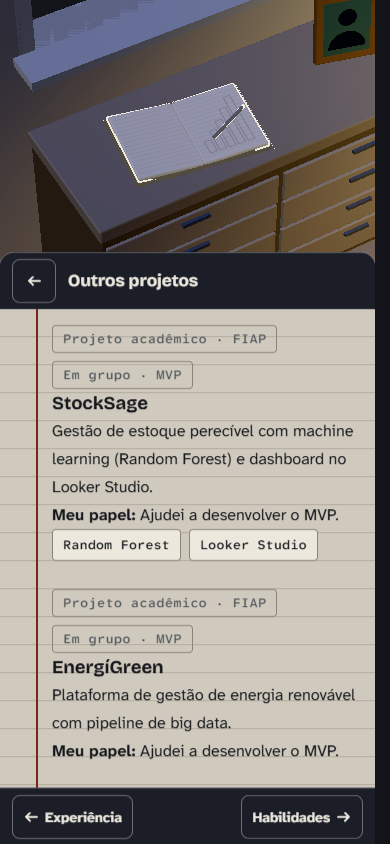 ← Outros projetos
Projeto acadêmico · FIAP
Em grupo · MVP
StockSage
Gestão de estoque perecível com machine
learning (Random Forest) e dashboard no
Looker Studio.
Meu papel: Ajudei a desenvolver o MVP.
Random Forest Looker Studio
Projeto acadêmico · FIAP
Em grupo · MVP
EnergíGreen
Plataforma de gestão de energia renovável
com pipeline de big data.
Meu papel: Ajudei a desenvolver o MVP.
← Experiência Habilidades →